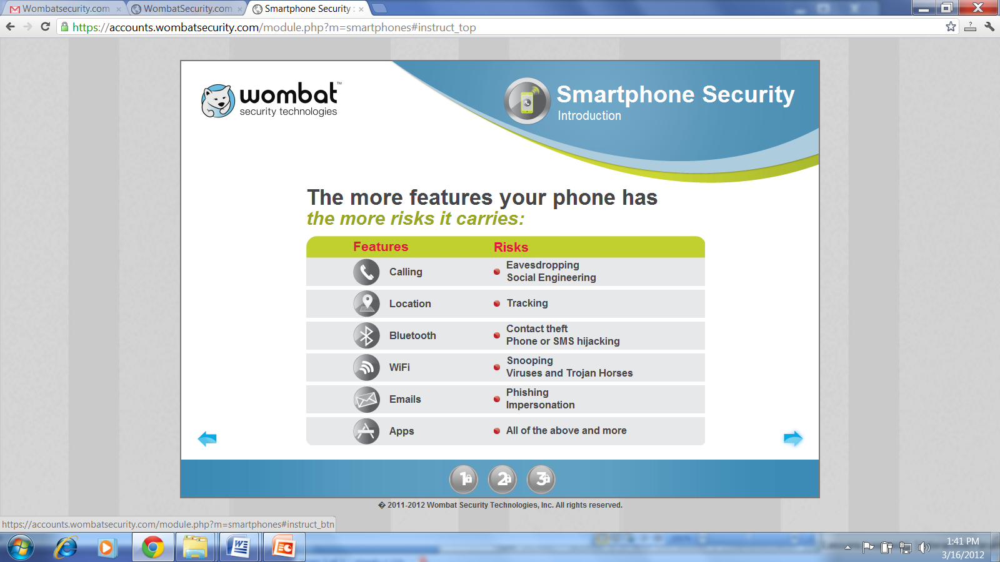 Wombatsecurity.com
WombatSecurity.com
Smartphone Security :
https://accounts.wombatsecurity.com/module.php?m=smartphones#instruct_top
wombat™
security technologies
Smartphone Security
Introduction
The more features your phone has
the more risks it carries:
Features Risks
Calling
Eavesdropping
Social Engineering
Location
Tracking
Bluetooth
Contact theft
Phone or SMS hijacking
WiFi
Snooping
Viruses and Trojan Horses
Emails
Phishing
Impersonation
Apps
All of the above and more
1 2 3
� 2011-2012 Wombat Security Technologies, Inc. All rights reserved.
https://accounts.wombatsecurity.com/module.php?m=smartphones#instruct_btn
1:41 PM
3/16/2012